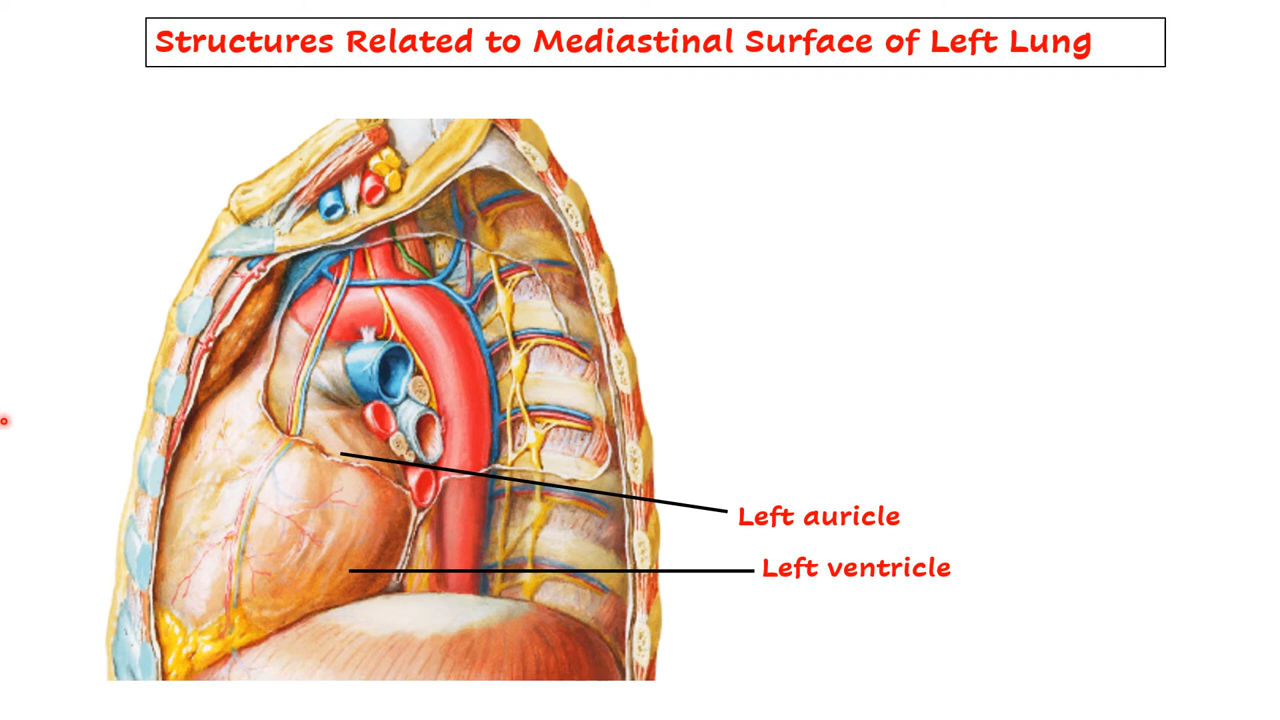 Structures Related to Mediastinal Surface of Left Lung
Left auricle
Left ventricle